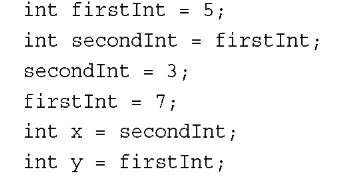 int firstInt = 5;
int secondInt = firstInt;
secondInt = 3;
firstInt = 7;
int x = secondInt;
int y = firstInt;